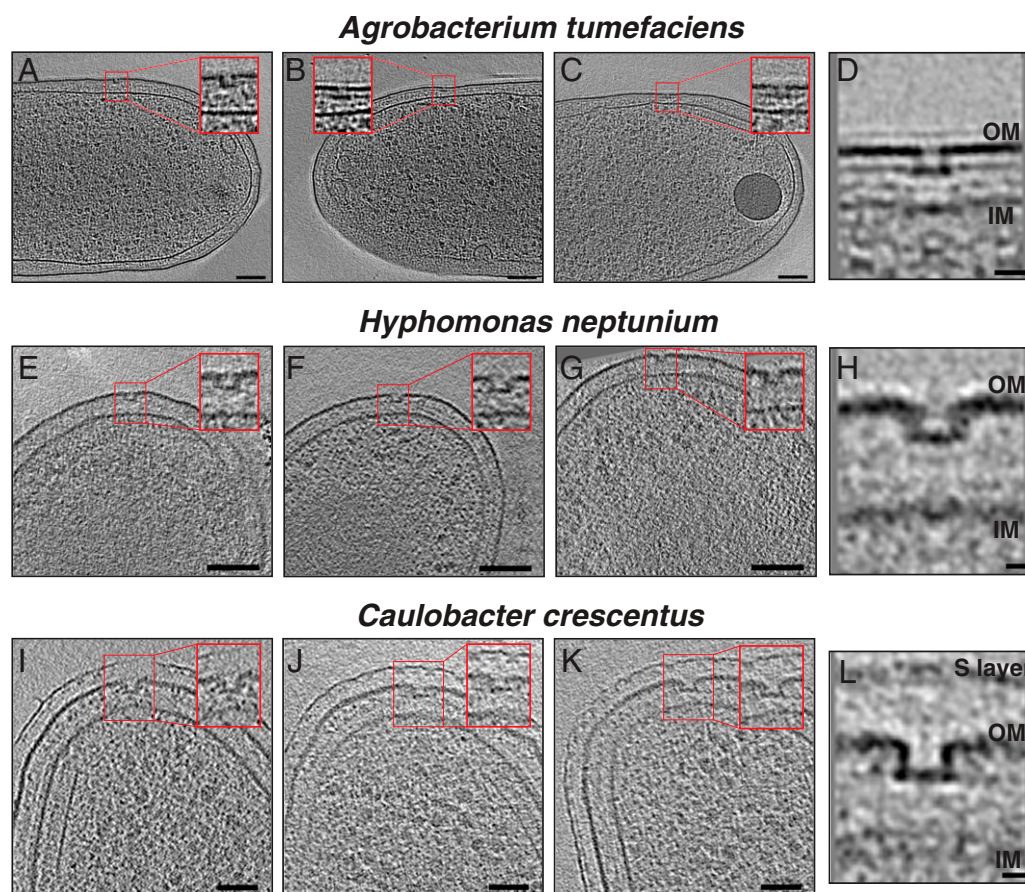 Agrobacterium tumefaciens
A
B
C
D
OM
IM
Hyphomonas neptunium
E
F
G
H
OM
IM
Caulobacter crescentus
I
J
K
L
S layer
OM
IM